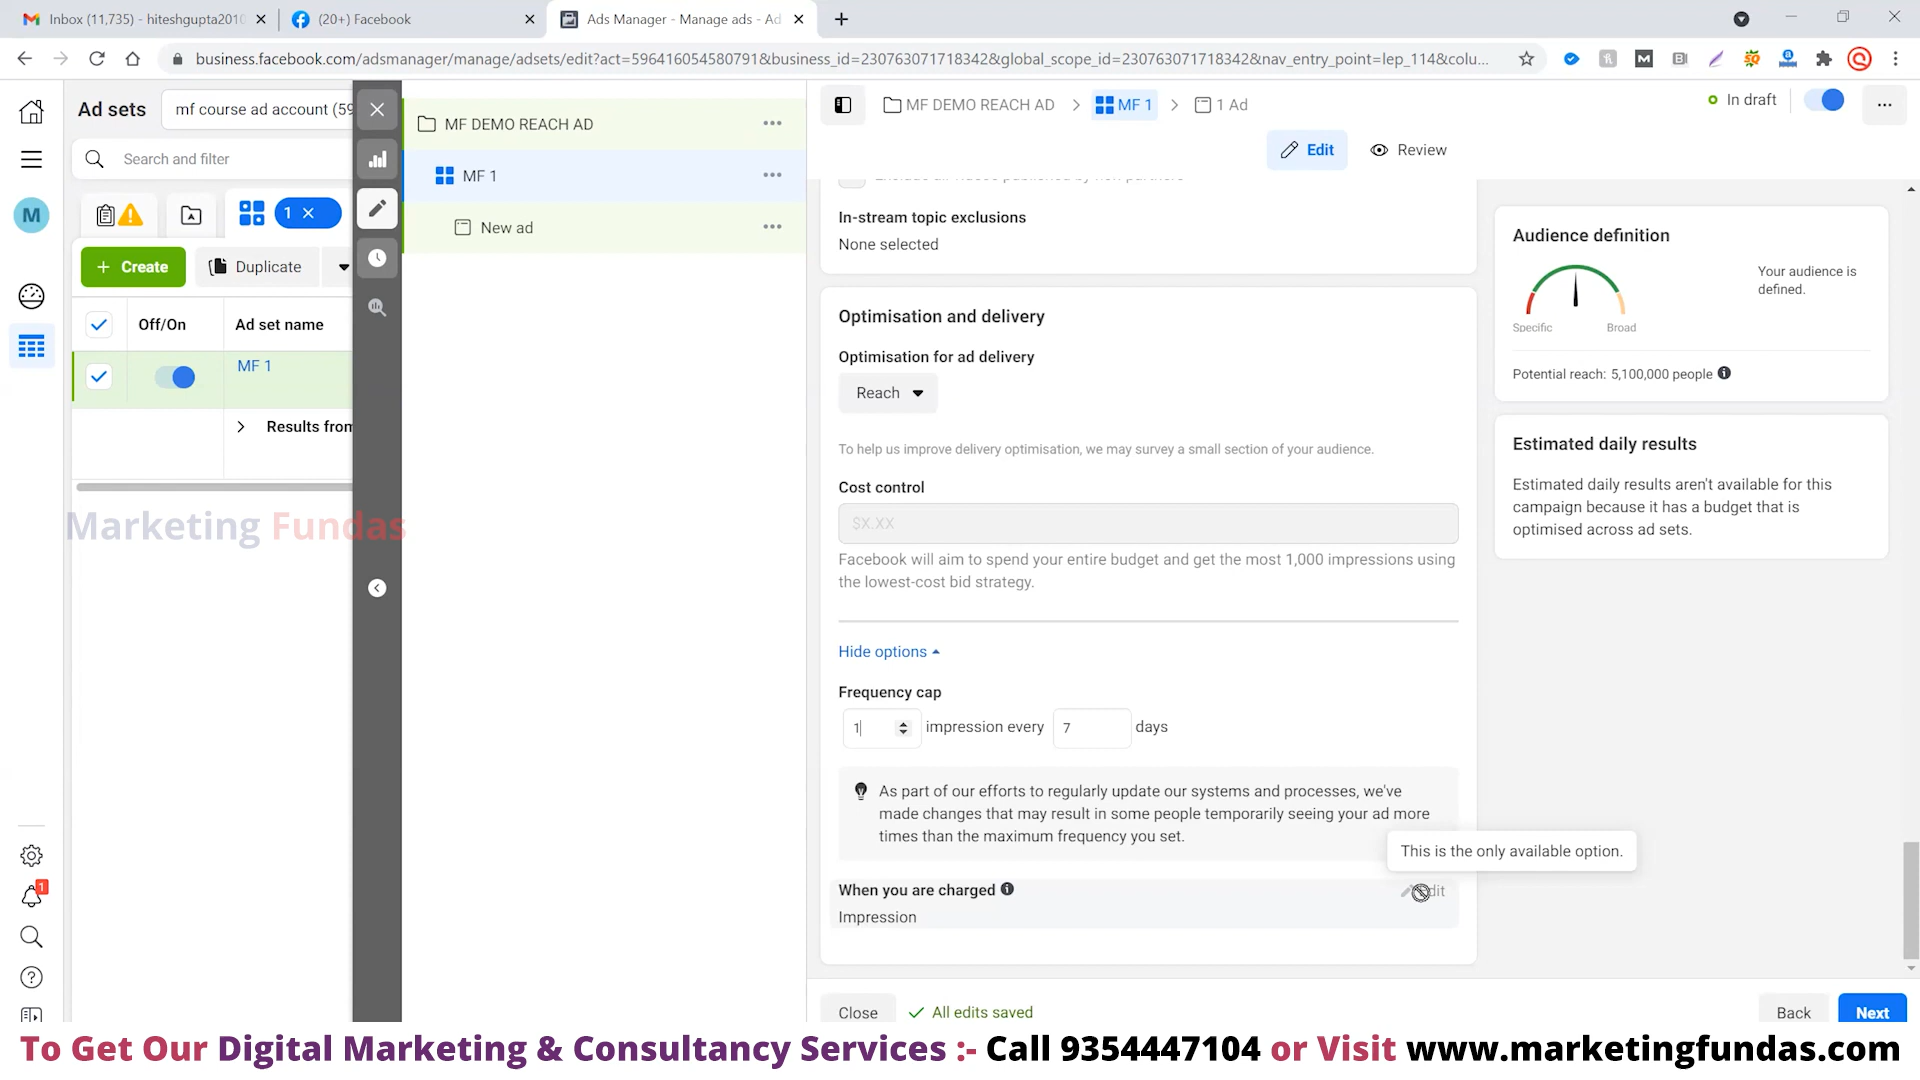 Inbox (11,735) - hiteshgupta2010
(20+) Facebook
Ads Manager - Manage ads - Ad
business.facebook.com/adsmanager/manage/adsets/edit?act=596416054580791&business_id=230763071718342&global_scope_id=230763071718342&nav_entry_point=lep_114&colu...
Ad sets
mf course ad account (59
Search and filter
M
1
Create
Duplicate
Off/On
Ad set name
MF 1
Results from
MF DEMO REACH AD
MF 1
New ad
MF DEMO REACH AD
MF 1
1 Ad
In draft
Edit
Review
In-stream topic exclusions
None selected
Optimisation and delivery
Optimisation for ad delivery
Reach
To help us improve delivery optimisation, we may survey a small section of your audience.
Cost control
$X.XX
Facebook will aim to spend your entire budget and get the most 1,000 impressions using
the lowest-cost bid strategy.
Hide options
Frequency cap
1 impression every 7 days
As part of our efforts to regularly update our systems and processes, we've
made changes that may result in some people temporarily seeing your ad more
times than the maximum frequency you set.
This is the only available option.
When you are charged
Impression
Close
All edits saved
Back
Next
Audience definition
Your audience is
defined.
Specific
Broad
Potential reach: 5,100,000 people
Estimated daily results
Estimated daily results aren't available for this
campaign because it has a budget that is
optimised across ad sets.
Marketing Fundas
1
To Get Our Digital Marketing & Consultancy Services :- Call 9354447104 or Visit www.marketingfundas.com